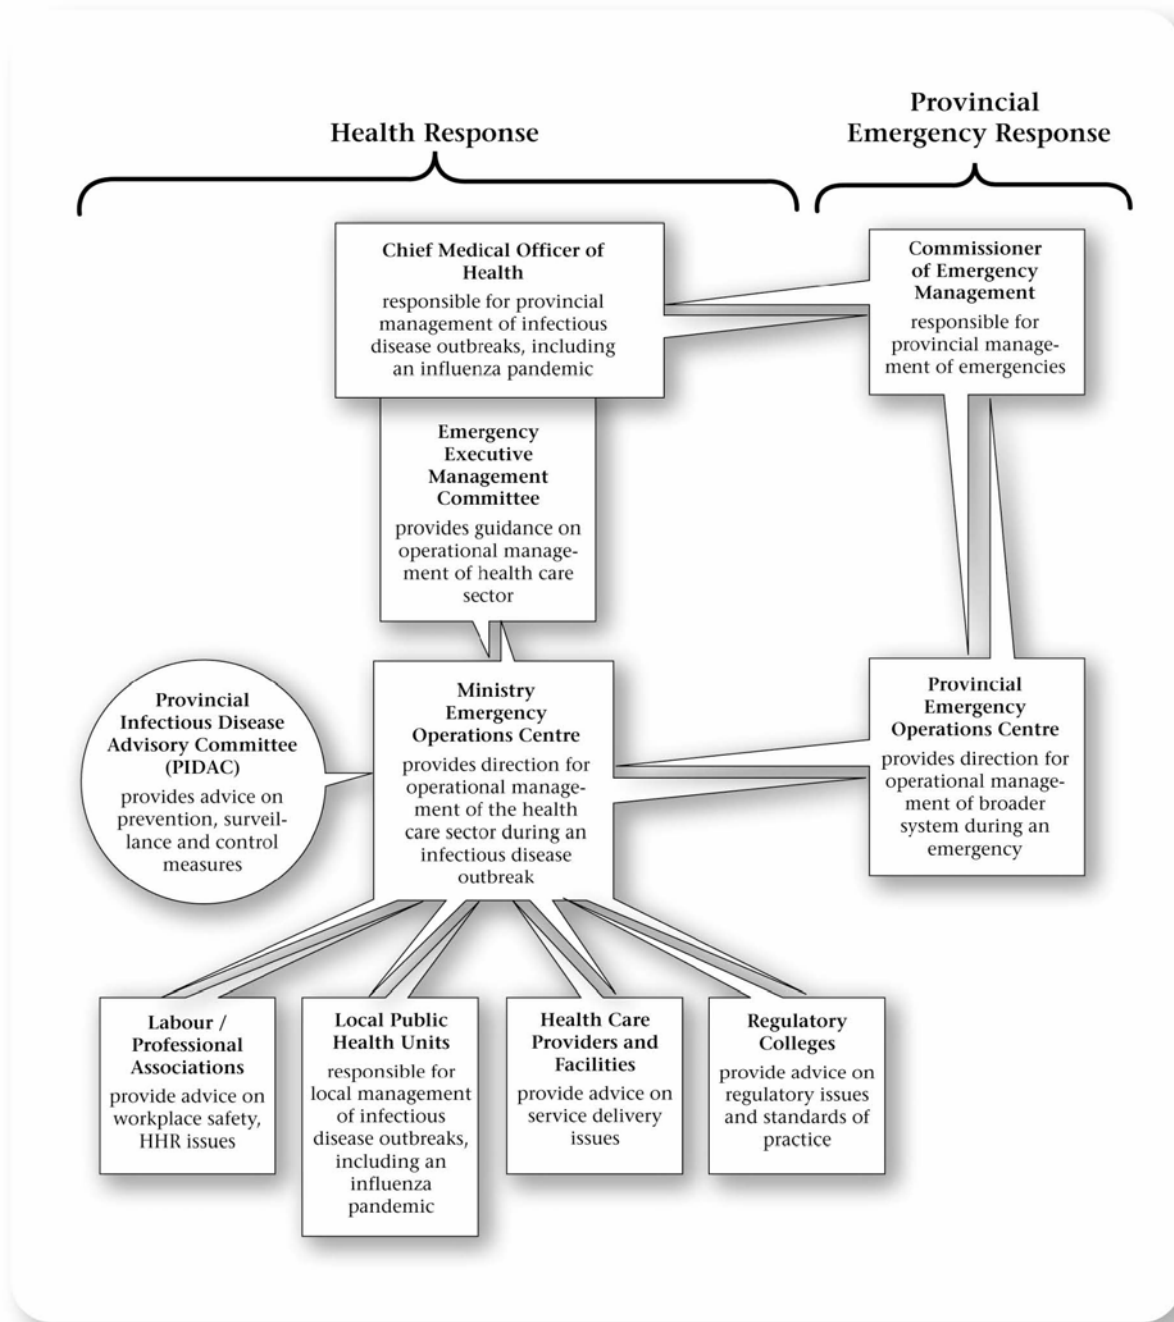 Health Response
Provincial
Emergency Response
Chief Medical Officer of
Health
responsible for provincial
management of infectious
disease outbreaks, including
an influenza pandemic
Commissioner
of Emergency
Management
responsible for
provincial manage-
ment of emergencies
Emergency
Executive
Management
Committee
provides guidance on
operational manage-
ment of health care
sector
Provincial
Infectious Disease
Advisory Committee
(PIDAC)
provides advice on
prevention, surveil-
lance and control
measures
Ministry
Emergency
Operations Centre
provides direction for
operational manage-
ment of the health
care sector during an
infectious disease
outbreak
Provincial
Emergency
Operations Centre
provides direction for
operational manage-
ment of broader
system during an
emergency
Labour /
Professional
Associations
provide advice on
workplace safety,
HHR issues
Local Public
Health Units
responsible for
local management
of infectious
disease outbreaks,
including an
influenza
pandemic
Health Care
Providers and
Facilities
provide advice on
service delivery
issues
Regulatory
Colleges
provide advice on
regulatory issues
and standards of
practice